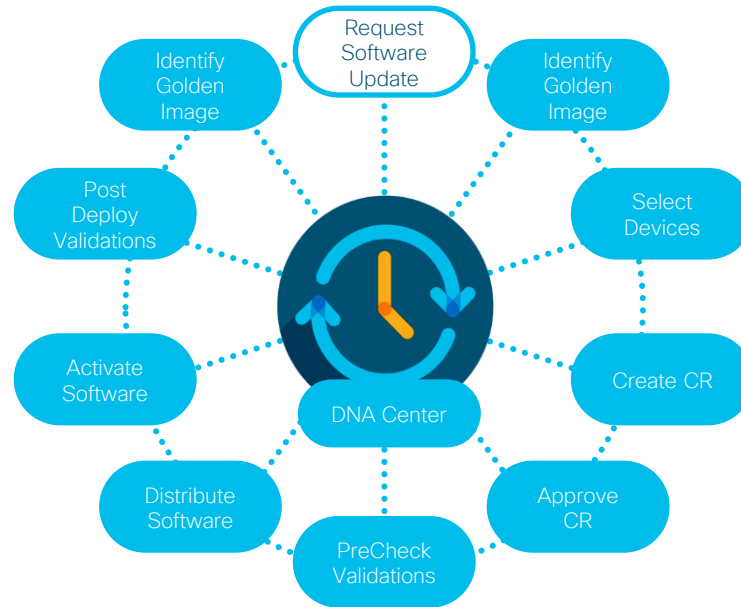 Request
Software
Update
Identify
Golden
Image
Select
Devices
Create CR
Approve
CR
PreCheck
Validations
Distribute
Software
Activate
Software
Post
Deploy
Validations
Identify
Golden
Image
DNA Center